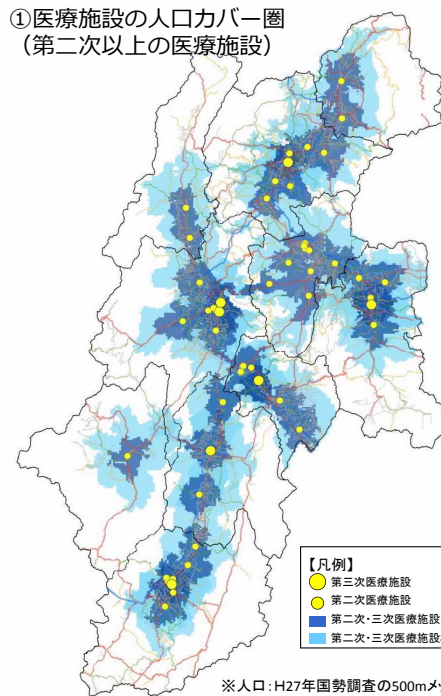 ①医療施設の人口カバー圏
（第二次以上の医療施設）
【凡例】
第三次医療施設
第二次医療施設
第二次・三次医療施設
第二次・三次医療施設
※人口：H27年国勢調査の500mメッ